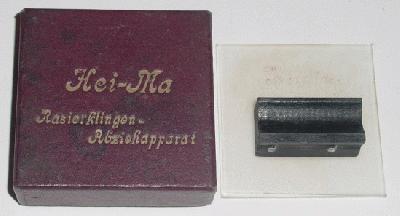 Hei-Ma
Rasierklingen-
Abziehapparat